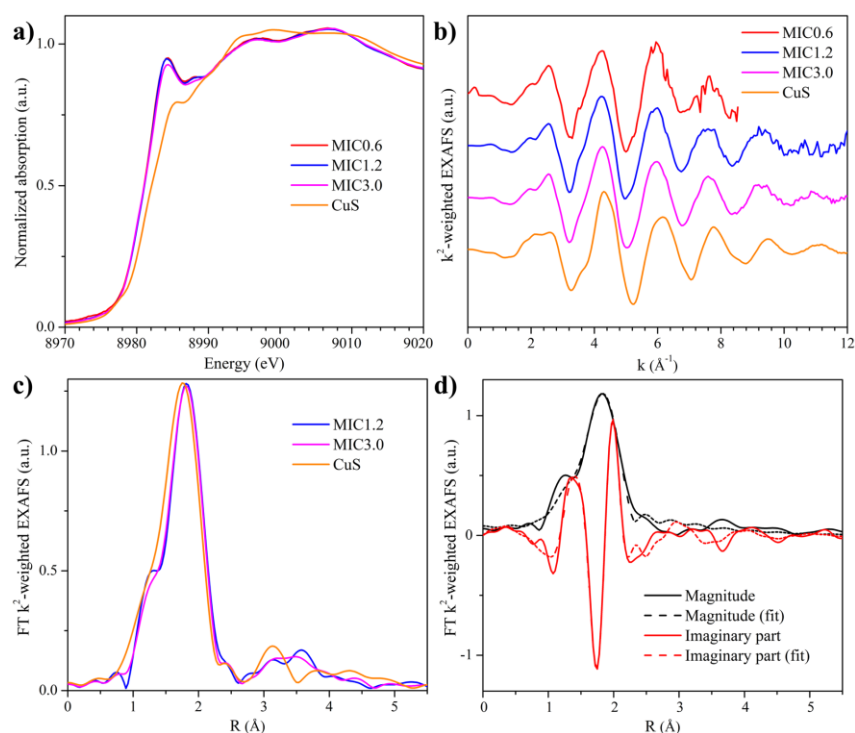 a)
Normalized absorption (a.u.)
1.0
0.5
0.0
MIC0.6
MIC1.2
MIC3.0
CuS
8970 8980 8990 9000 9010 9020
Energy (eV)
b)
k²-weighted EXAFS (a.u.)
MIC0.6
MIC1.2
MIC3.0
CuS
0 2 4 6 8 10 12
k (Å⁻¹)
c)
FT k²-weighted EXAFS (a.u.)
1.0
0.5
0.0
MIC1.2
MIC3.0
CuS
0 1 2 3 4 5
R (Å)
d)
FT k²-weighted EXAFS (a.u.)
1
0
-1
Magnitude
Magnitude (fit)
Imaginary part
Imaginary part (fit)
0 1 2 3 4 5
R (Å)